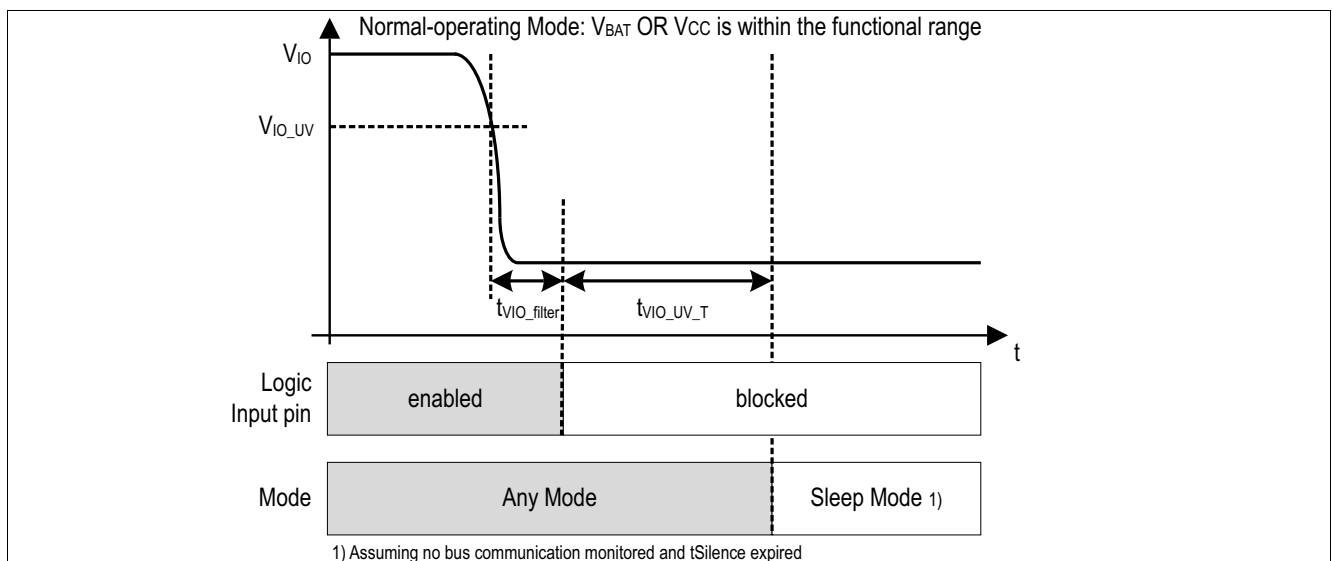 Normal-operating Mode: VBAT OR VCC is within the functional range
VIO
VIO_UV
tVIO_filter
tVIO_UV_T
t
Logic
Input pin
enabled
blocked
Mode
Any Mode
Sleep Mode 1)
1) Assuming no bus communication monitored and tSilence expired